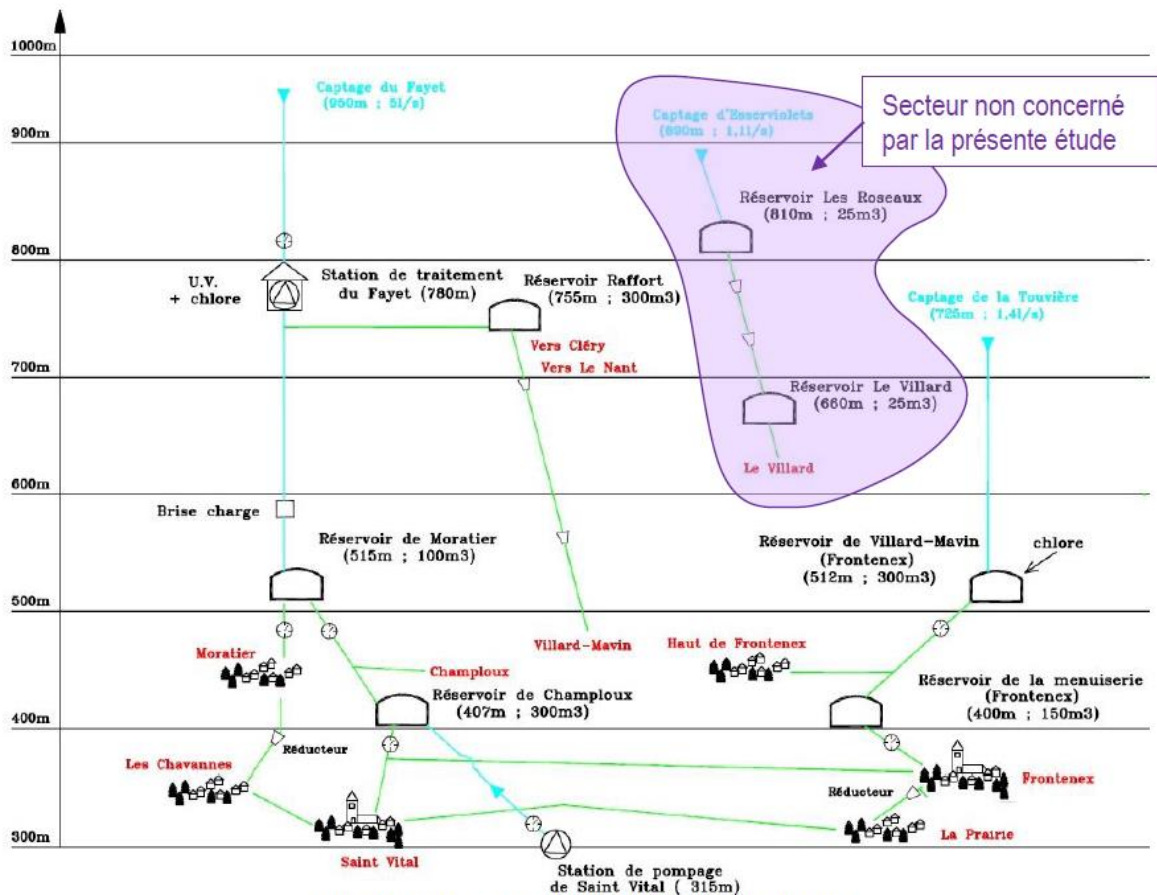 1000m
Captage du Fayet
(950m ; 5l/s)
900m
Captage d'Esserviolets
(890m ; 1,1l/s)
Secteur non concerné
par la présente étude
Réservoir Les Roseaux
(810m ; 25m3)
800m
U.V.
+ chlore
Station de traitement
du Fayet (780m)
Réservoir Raffort
(755m ; 300m3)
Captage de la Touvière
(725m ; 1,4l/s)
Vers Cléry
Vers Le Nant
700m
Réservoir Le Villard
(660m ; 25m3)
Le Villard
600m
Brise charge
Réservoir de Moratier
(515m ; 100m3)
Réservoir de Villard-Mavin
(Frontenex)
(512m ; 300m3)
chlore
500m
Moratier
Champloux
Villard-Mavin
Haut de Frontenex
Réservoir de Champloux
(407m ; 300m3)
Réservoir de la menuiserie
(Frontenex)
(400m ; 150m3)
400m
Réducteur
Les Chavannes
Frontenex
Réducteur
300m
Saint Vital
La Prairie
Station de pompage
de Saint Vital ( 315m)